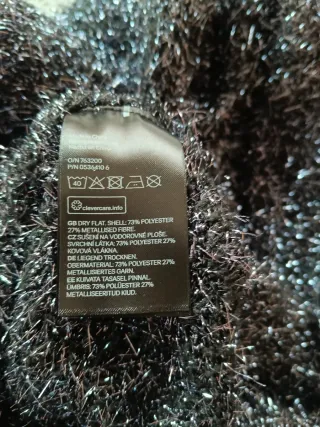 O/N 763200
P/N 0536410 6
40
clevercare.info
GB DRY FLAT. SHELL: 73% POLYESTER
27% METALLISED FIBRE.
CZ SUŠENÍ NA VODOROVNÉ PLOŠE.
SVRCHNÍ LÁTKA: 73% POLYESTER 27%
KOVOVÁ VLÁKNA.
DE LIEGEND TROCKNEN.
OBERMATERIAL: 73% POLYESTER 27%
METALLISIERTES GARN.
EE KUIVATA TASASEL PINNAL.
ÜMBRIS: 73% POLÜESTER 27%
METALLISEERITUD KIUD.